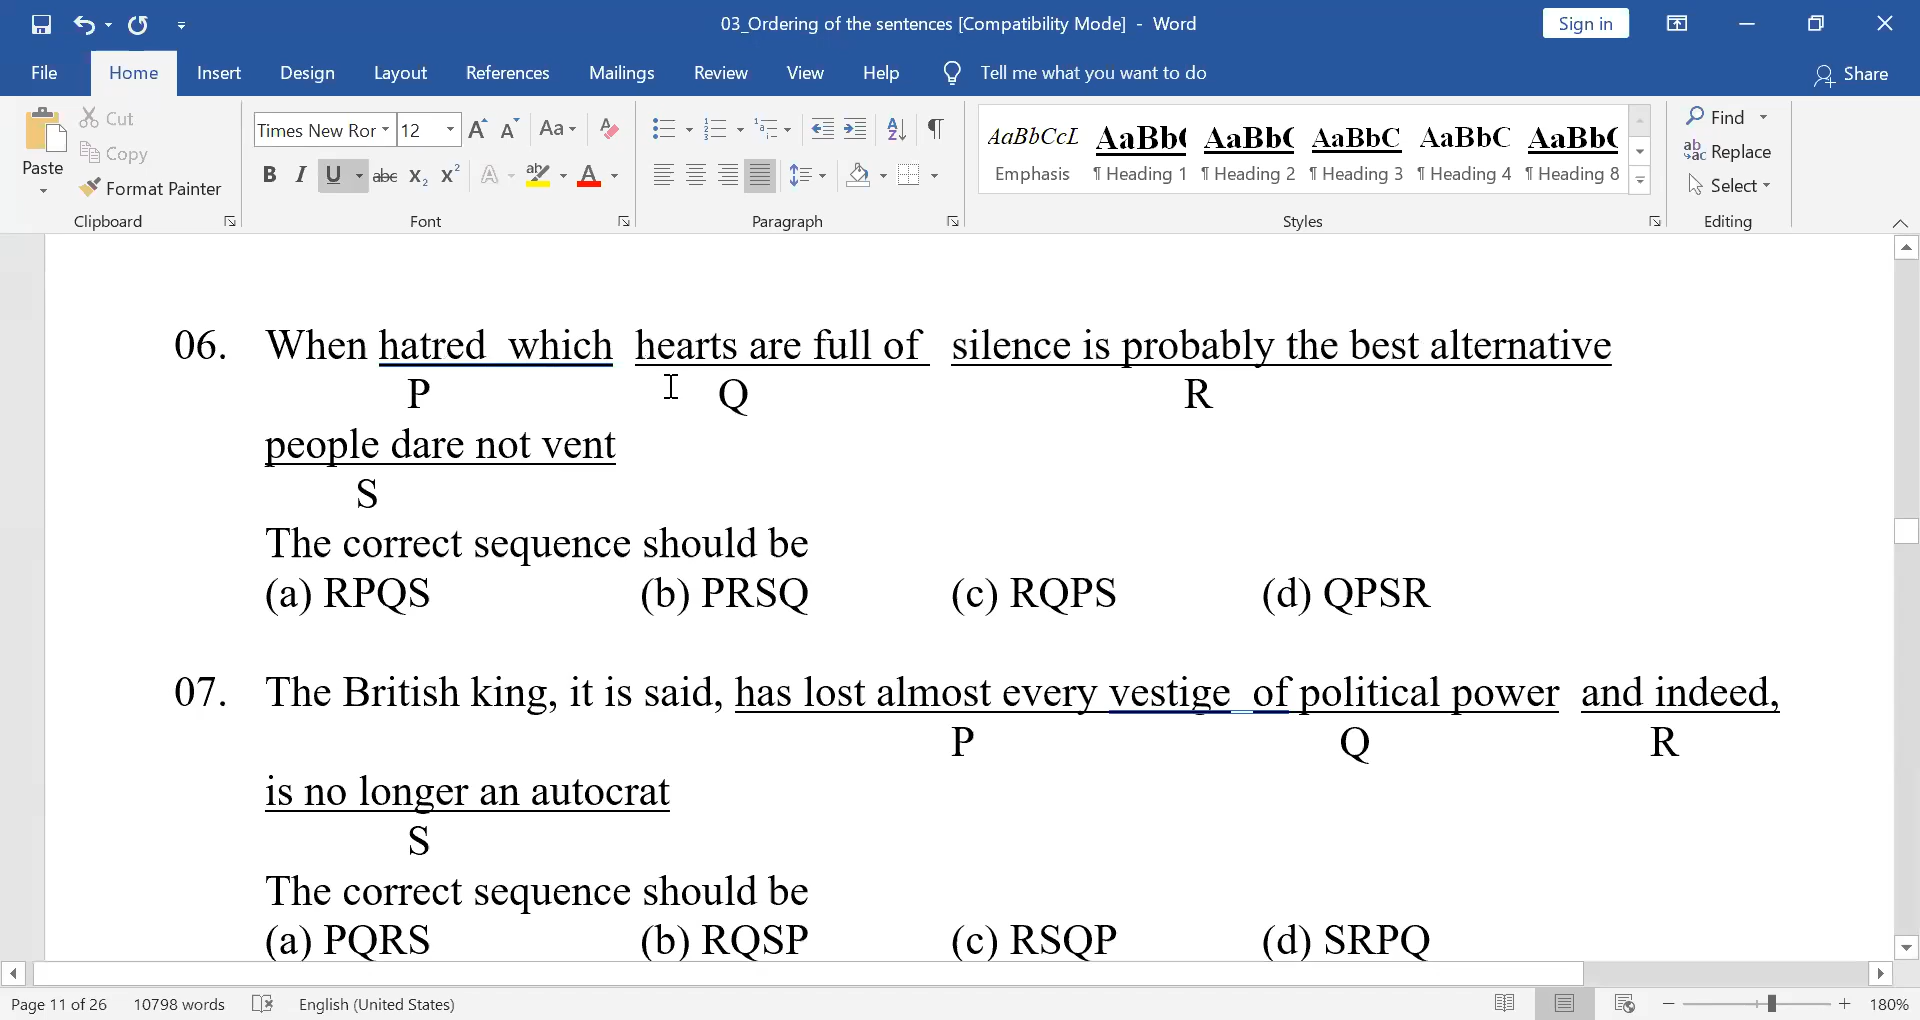 03_Ordering of the sentences [Compatibility Mode] - Word
Sign in
File Home Insert Design Layout References Mailings Review View Help Tell me what you want to do Share
Paste
Cut
Copy
Format Painter
Clipboard
Times New Ror 12
Aa
B I U abc x₂ x² A ab A
Font
A Z ¶
Paragraph
AaBbCcL AaBb( AaBb( AaBbC AaBbC AaBb(
Emphasis ¶ Heading 1 ¶ Heading 2 ¶ Heading 3 ¶ Heading 4 ¶ Heading 8
Styles
Find
Replace
Select
Editing
06. When hatred which hearts are full of silence is probably the best alternative
P Q R
people dare not vent
S
The correct sequence should be
(a) RPQS (b) PRSQ (c) RQPS (d) QPSR
07. The British king, it is said, has lost almost every vestige of political power and indeed,
P Q R
is no longer an autocrat
S
The correct sequence should be
(a) PQRS (b) RQSP (c) RSQP (d) SRPQ
Page 11 of 26 10798 words English (United States) 180%